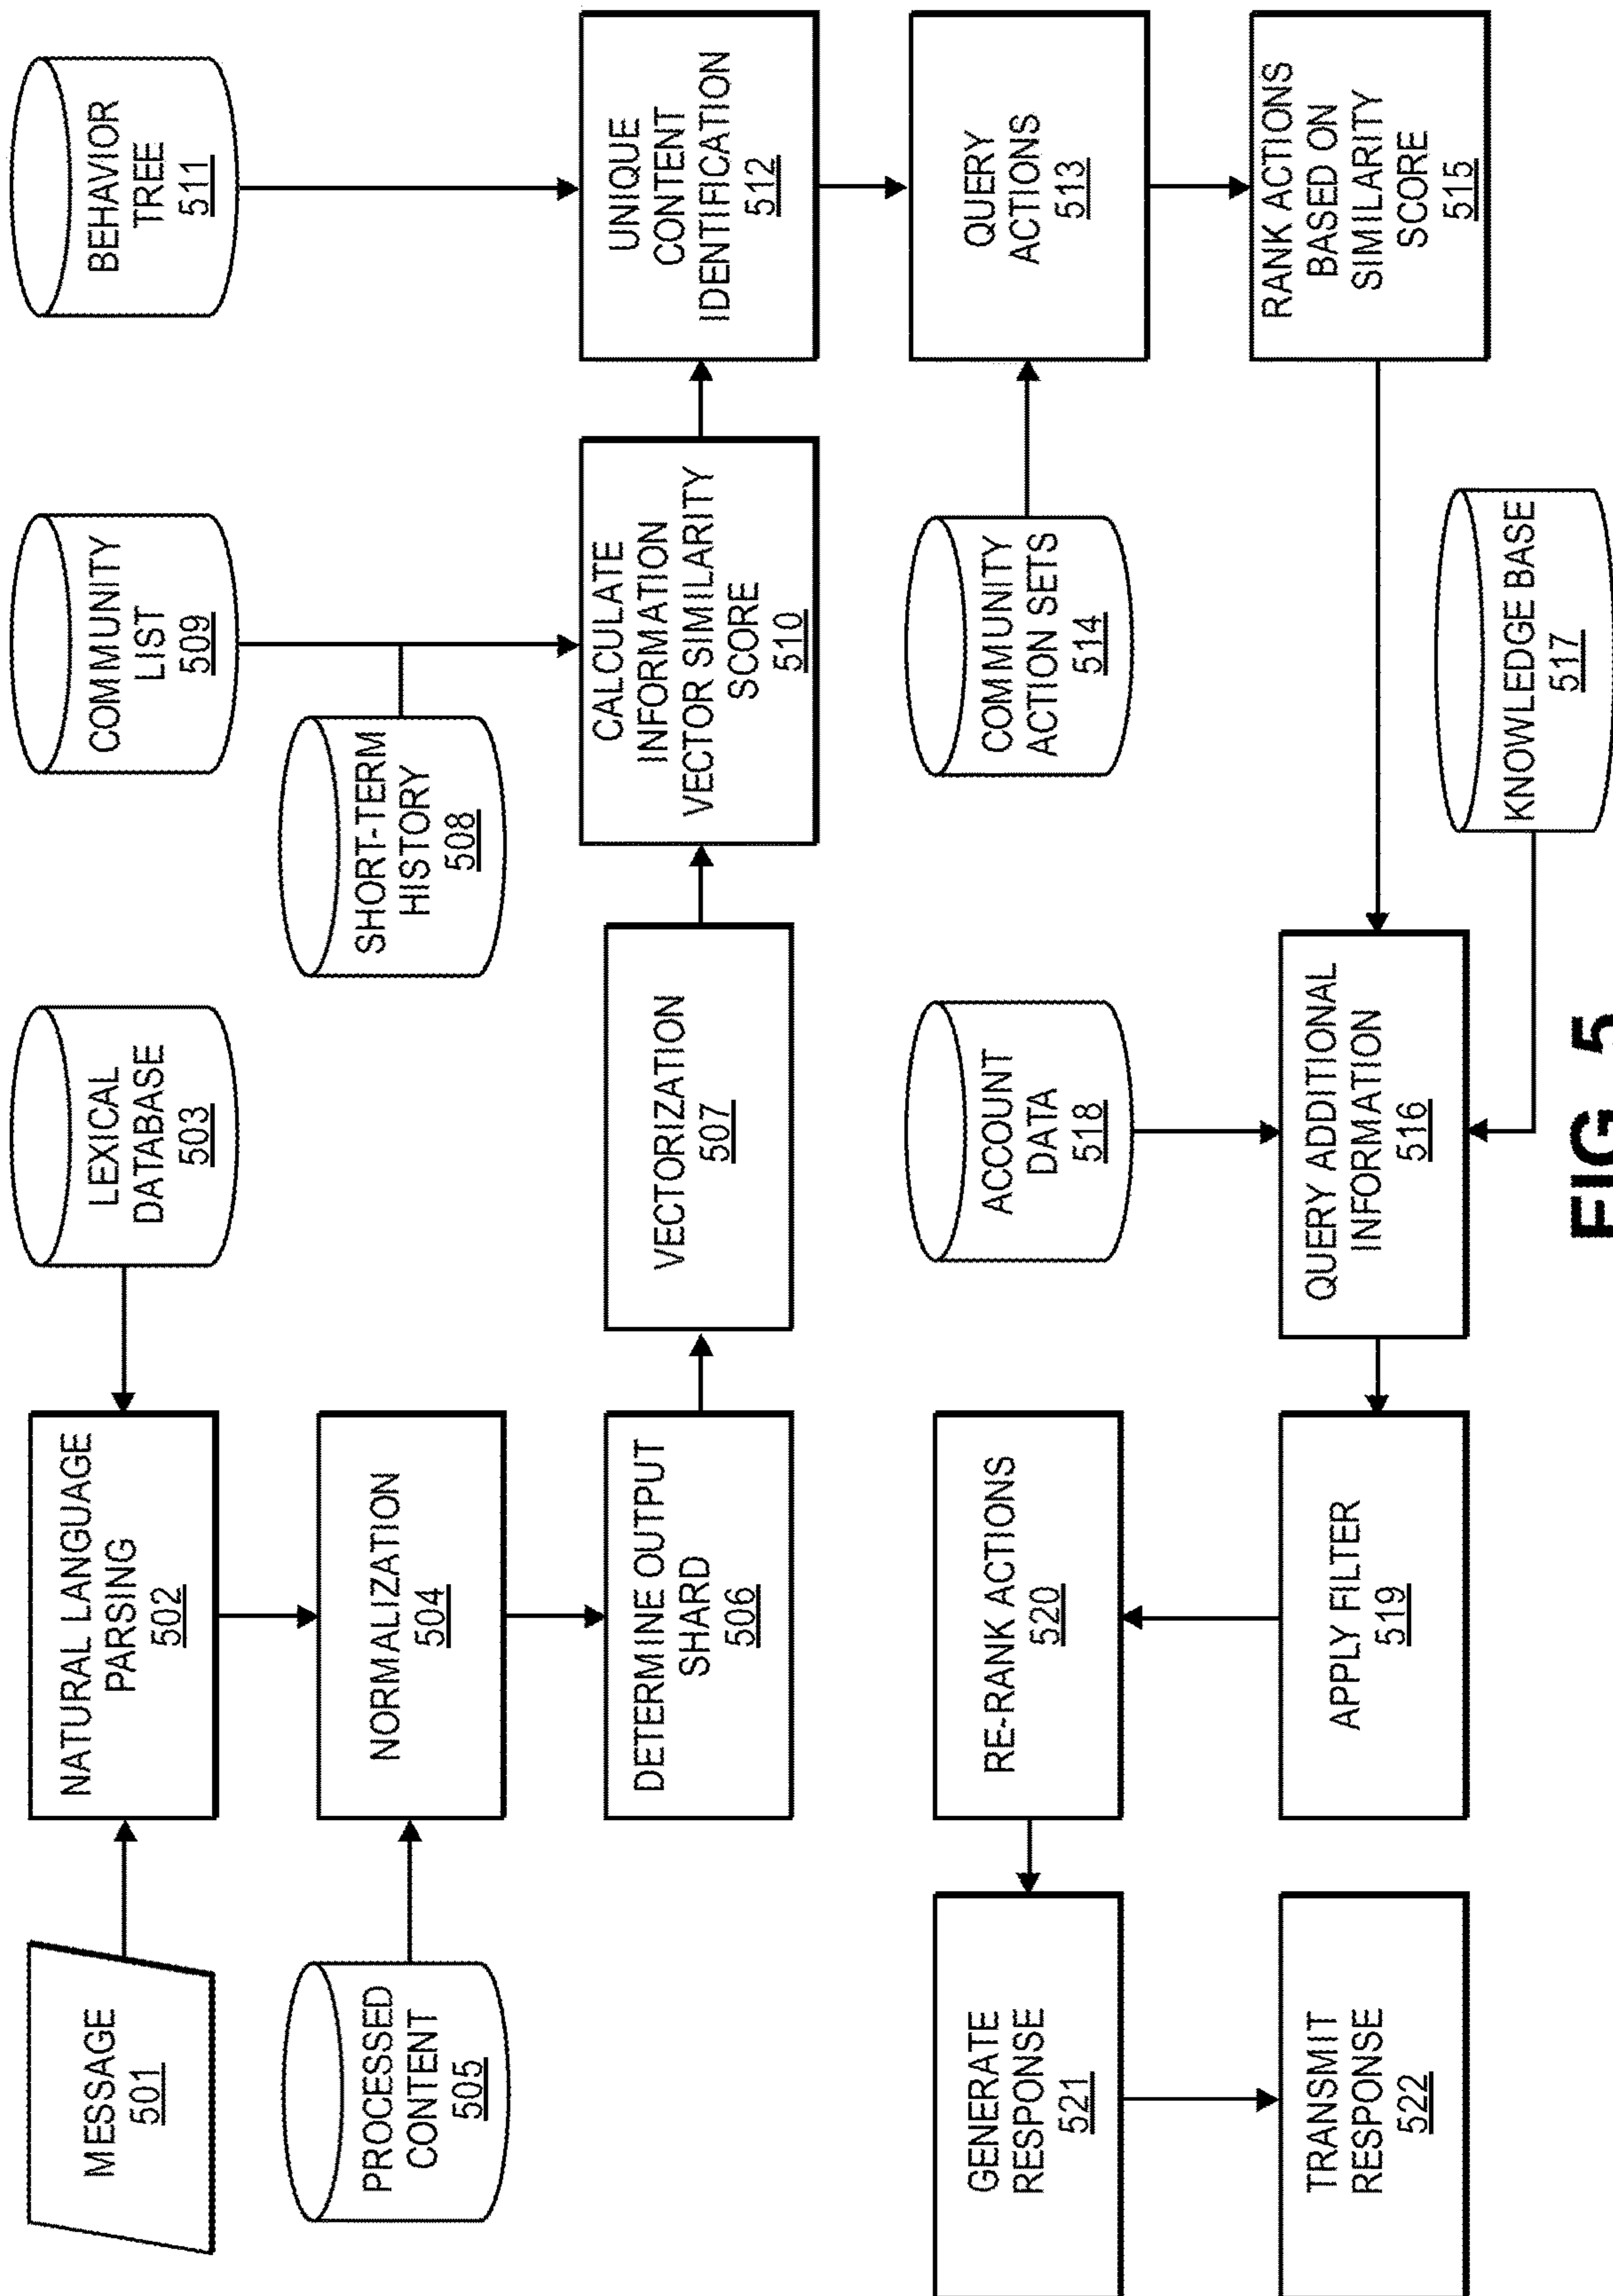 MESSAGE
501
NATURAL LANGUAGE
PARSING
502
LEXICAL
DATABASE
503
PROCESSED
CONTENT
505
NORMALIZATION
504
DETERMINE OUTPUT
SHARD
506
VECTORIZATION
507
SHORT-TERM
HISTORY
508
COMMUNITY
LIST
509
CALCULATE
INFORMATION
VECTOR SIMILARITY
SCORE
510
BEHAVIOR
TREE
511
UNIQUE
CONTENT
IDENTIFICATION
512
QUERY
ACTIONS
513
COMMUNITY
ACTION SETS
514
RANK ACTIONS
BASED ON
SIMILARITY
SCORE
515
QUERY ADDITIONAL
INFORMATION
516
KNOWLEDGE BASE
517
ACCOUNT
DATA
518
APPLY FILTER
519
RE-RANK ACTIONS
520
GENERATE
RESPONSE
521
TRANSMIT
RESPONSE
522
FIG. 5